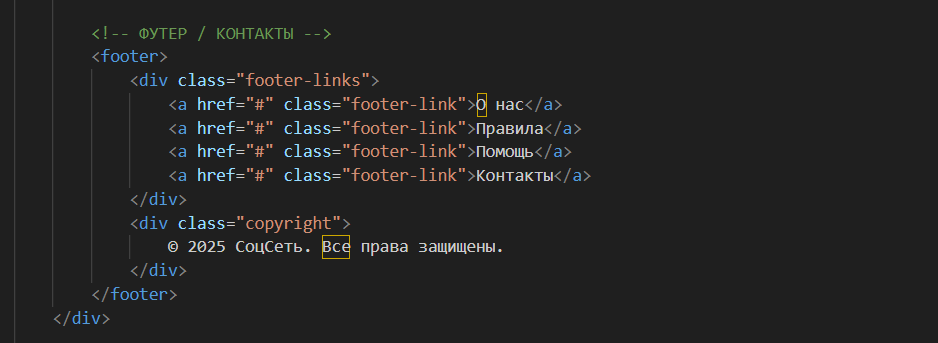 <!-- ФУТЕР / КОНТАКТЫ -->
<footer>
<div class="footer-links">
<a href="#" class="footer-link">О нас</a>
<a href="#" class="footer-link">Правила</a>
<a href="#" class="footer-link">Помощь</a>
<a href="#" class="footer-link">Контакты</a>
</div>
<div class="copyright">
© 2025 СоцСеть. Все права защищены.
</div>
</footer>
</div>